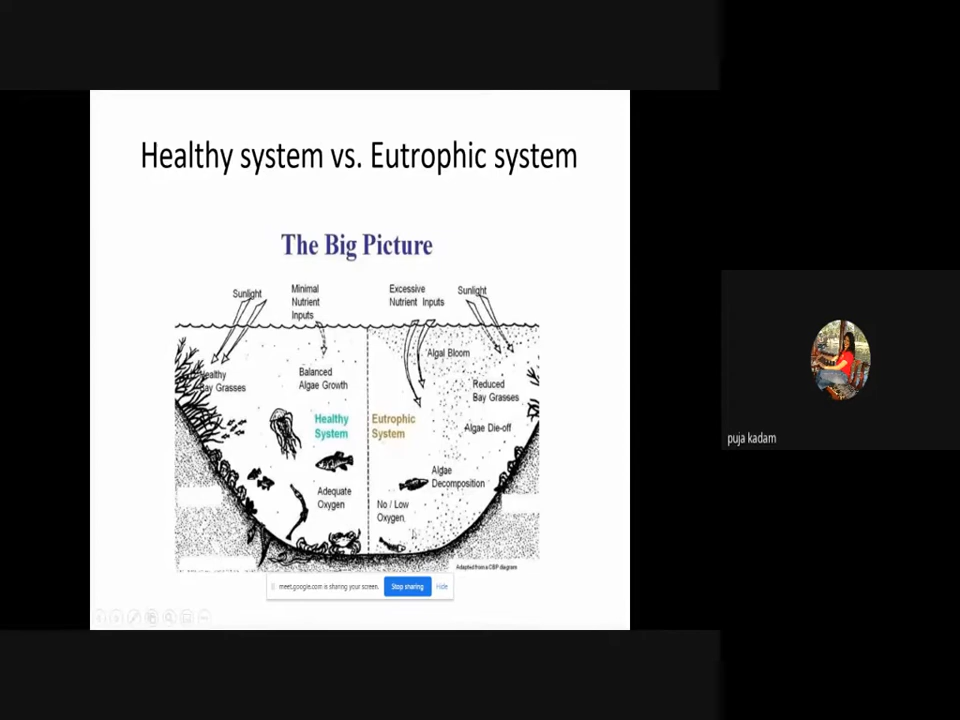 Healthy system vs. Eutrophic system
The Big Picture
Sunlight
Minimal
Nutrient
Inputs
Excessive
Nutrient Inputs
Sunlight
Healthy
Bay Grasses
Balanced
Algae Growth
Algal Bloom
Reduced
Bay Grasses
Healthy
System
Eutrophic
System
Algae Die-off
Adequate
Oxygen
Algae
Decomposition
No / Low
Oxygen
Adapted from a CBP diagram
meet.google.com is sharing your screen.
Stop sharing
Hide
puja kadam